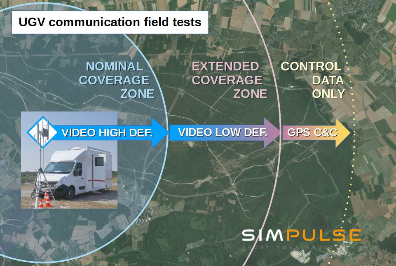 UGV communication field tests
NOMINAL
COVERAGE
ZONE
EXTENDED
COVERAGE
ZONE
CONTROL
DATA
ONLY
VIDEO HIGH DEF.
VIDEO LOW DEF.
GPS C&C
SIMPULSE